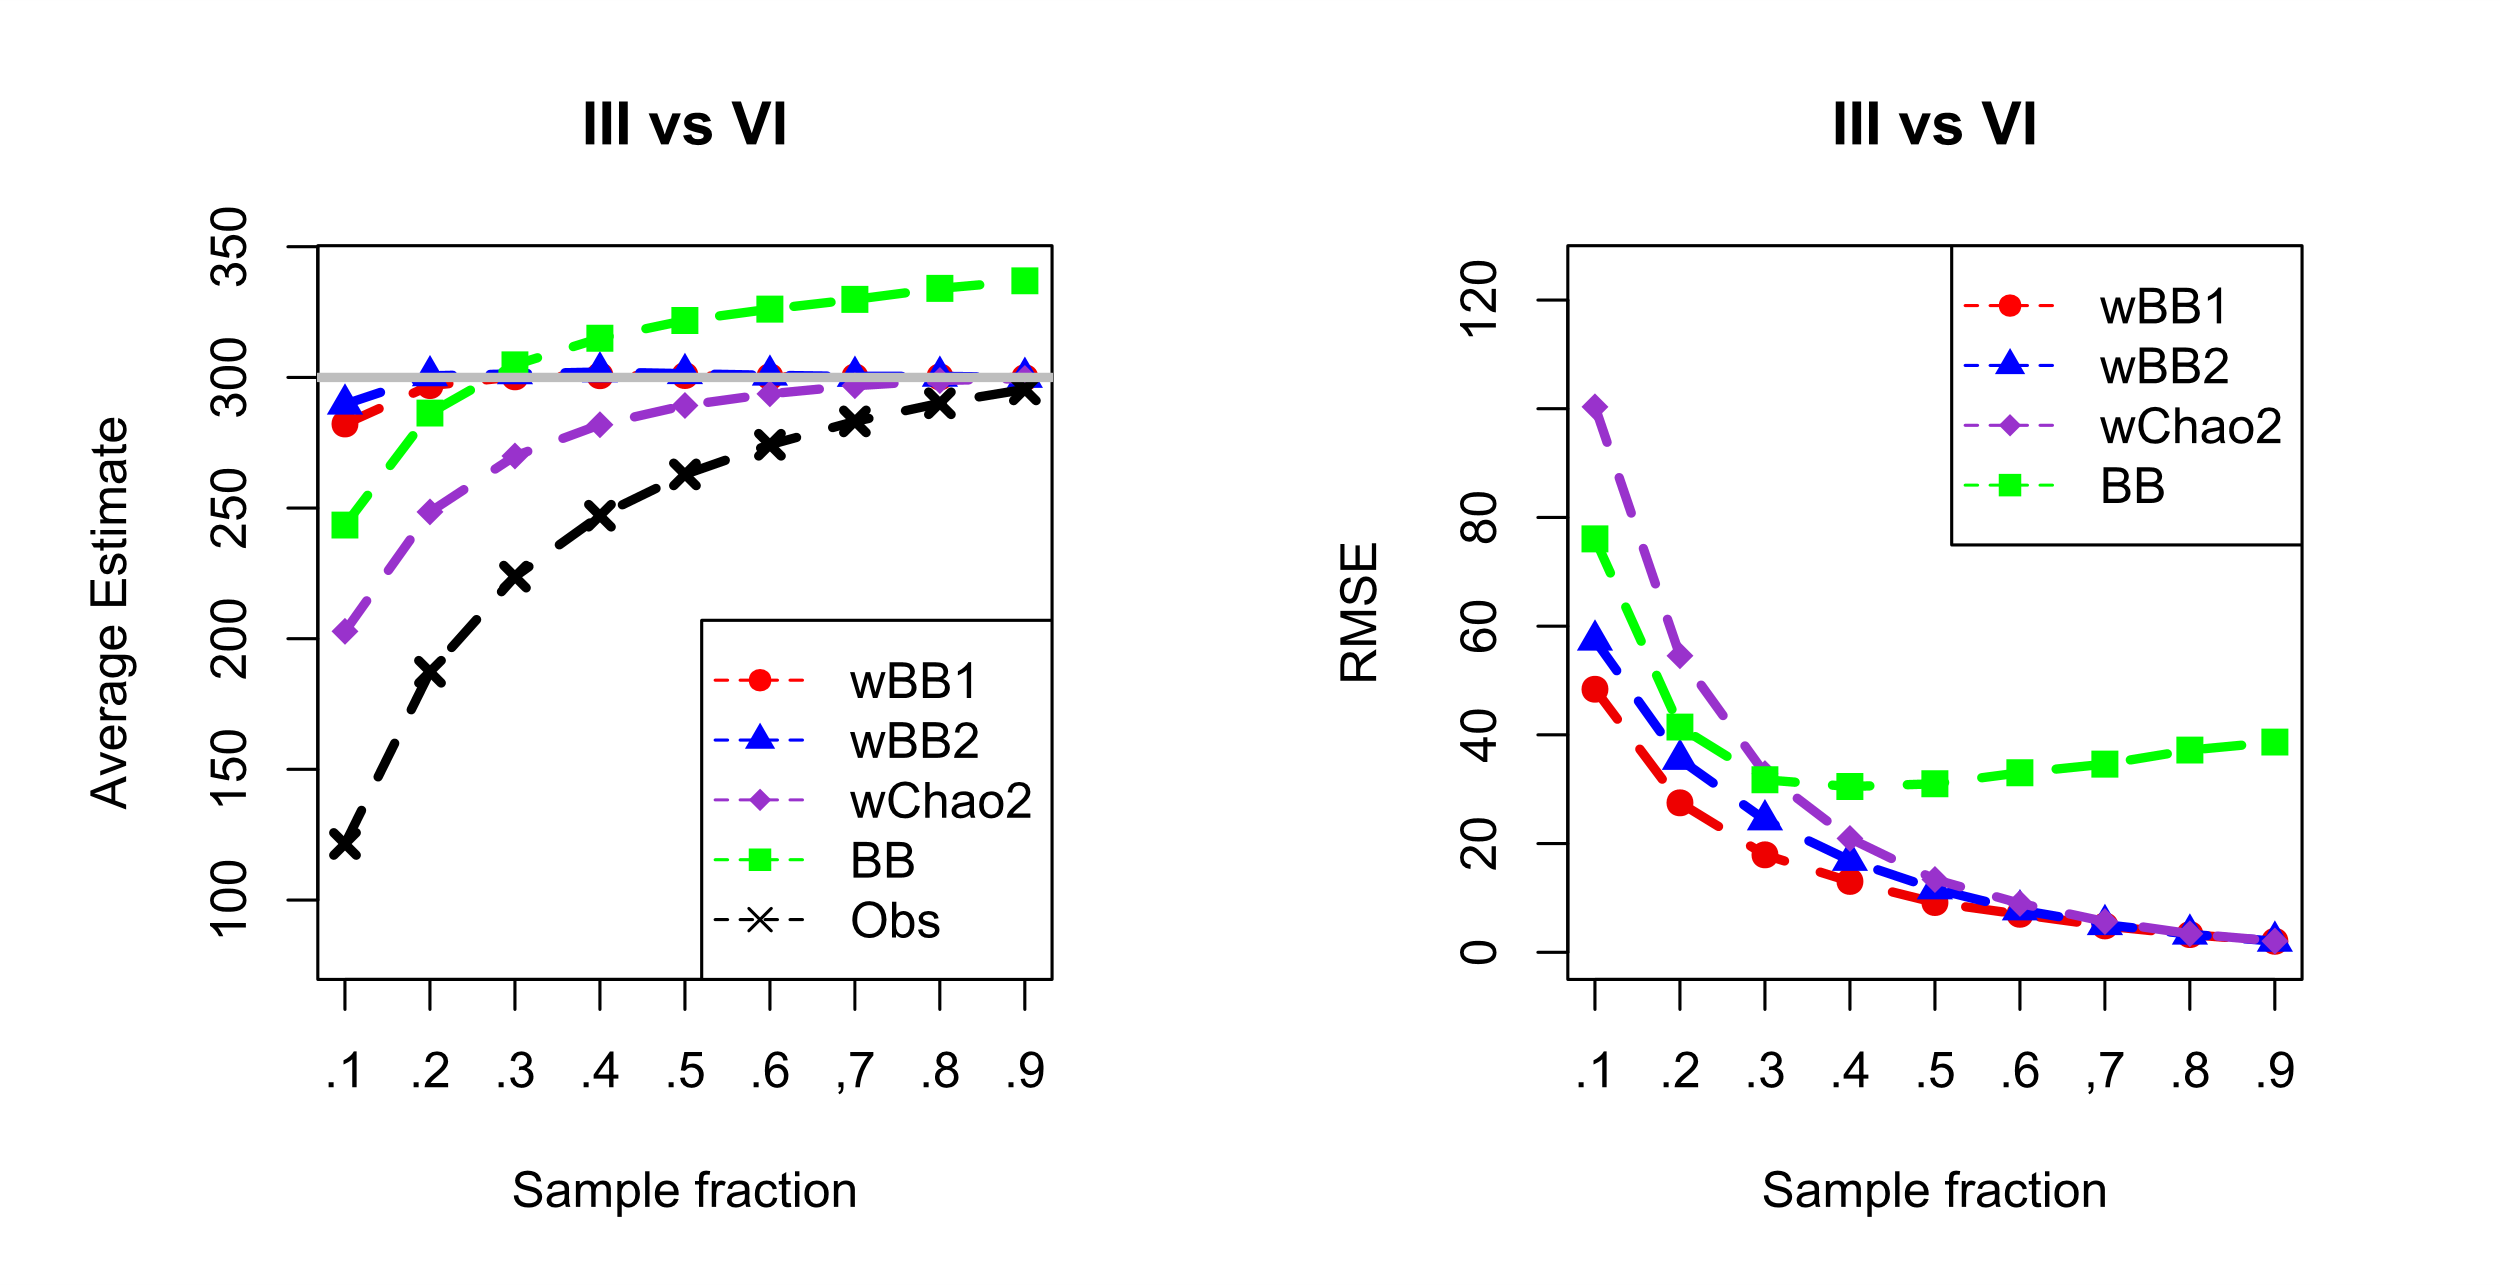 III vs VI
Average Estimate
350
300
250
200
150
100
wBB1
wBB2
wChao2
BB
Obs
.1 .2 .3 .4 .5 .6 ,7 .8 .9
Sample fraction
III vs VI
RMSE
120
80
60
40
20
0
wBB1
wBB2
wChao2
BB
.1 .2 .3 .4 .5 .6 ,7 .8 .9
Sample fraction